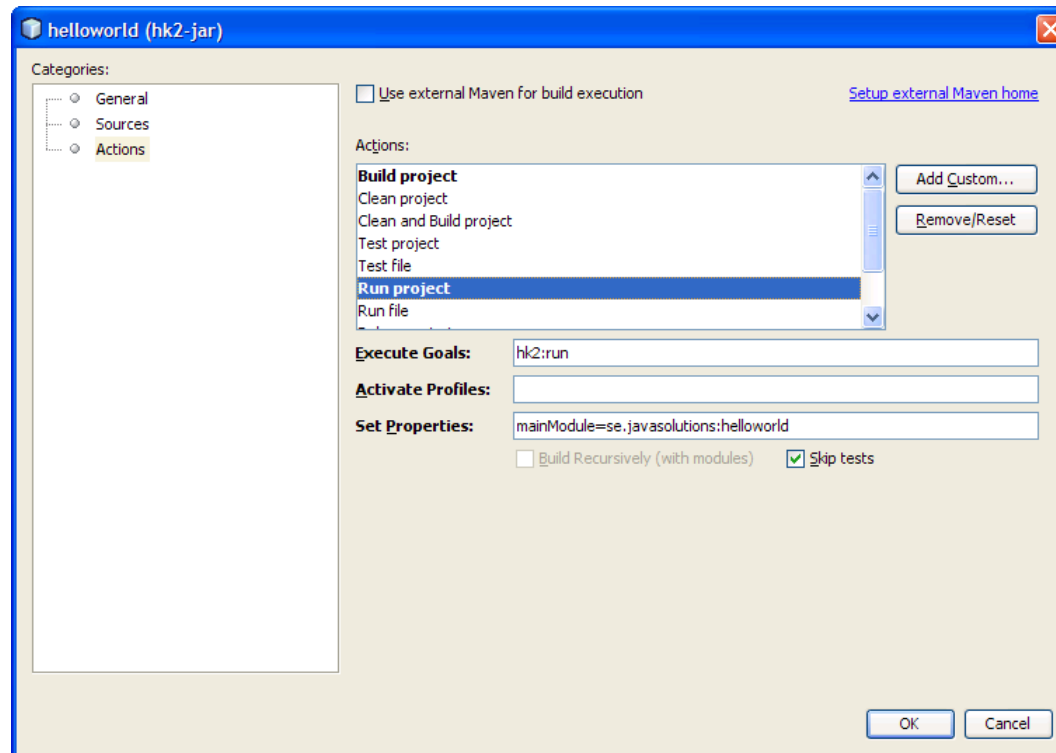 helloworld (hk2-jar)
Categories:
General
Sources
Actions
Use external Maven for build execution
Setup external Maven home
Actions:
Build project
Clean project
Clean and Build project
Test project
Test file
Run project
Run file
Add Custom...
Remove/Reset
Execute Goals:
hk2:run
Activate Profiles:
Set Properties:
mainModule=se.javasolutions:helloworld
Build Recursively (with modules)
Skip tests
OK
Cancel